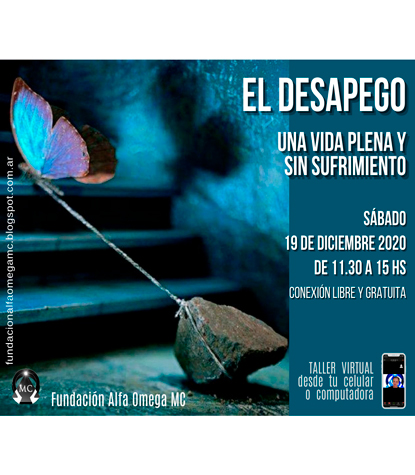 EL DESAPEGO
UNA VIDA PLENA Y
SIN SUFRIMIENTO
SÁBADO
19 DE DICIEMBRE 2020
DE 11.30 A 15 HS
CONEXIÓN LIBRE Y GRATUITA
TALLER VIRTUAL
desde tu celular
o computadora
fundacionalfaomegamc.blogspot.com.ar
MC
Fundación Alfa Omega MC